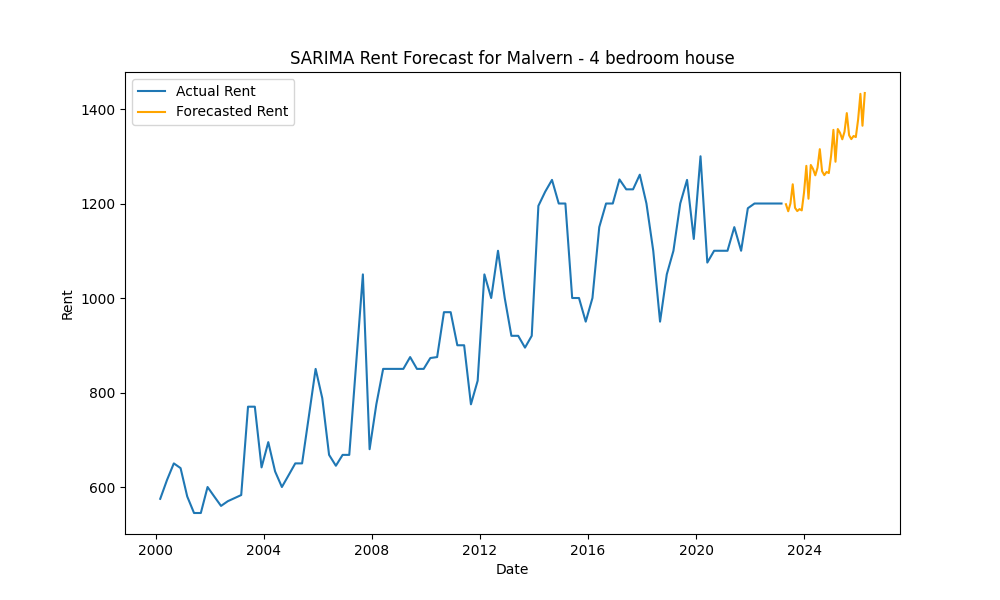 SARIMA Rent Forecast for Malvern - 4 bedroom house
Actual Rent
Forecasted Rent
1400
1200
1000
800
600
Rent
2000 2004 2008 2012 2016 2020 2024
Date